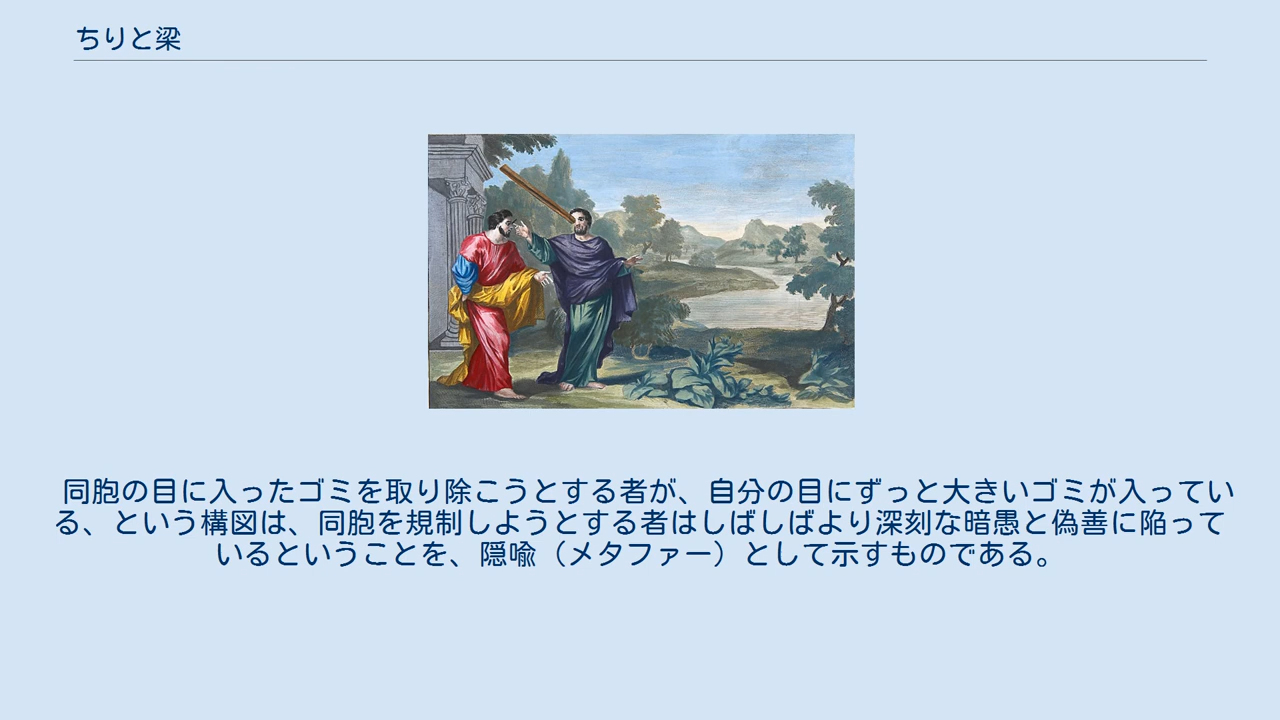 ちりと梁
同胞の目に入ったゴミを取り除こうとする者が、自分の目にずっと大きいゴミが入ってい
る、という構図は、同胞を規制しようとする者はしばしばより深刻な暗愚と偽善に陥って
いるということを、隠喩（メタファー）として示すものである。